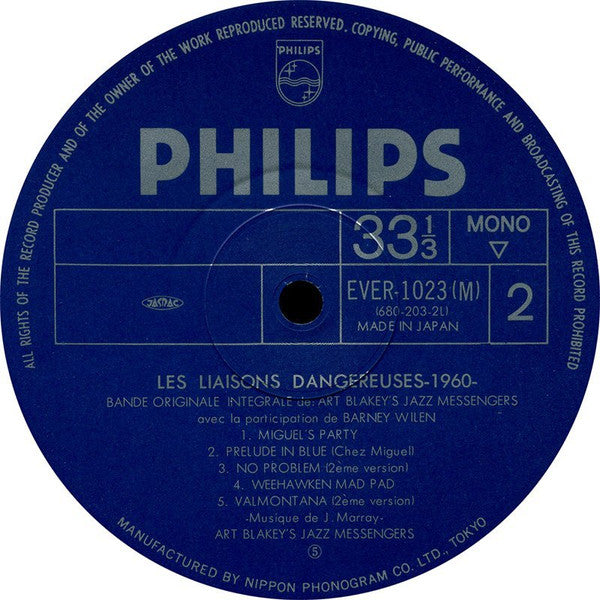 ALL RIGHTS OF THE RECORD PRODUCER AND OF THE OWNER OF THE WORK REPRODUCED RESERVED. COPYING, PUBLIC PERFORMANCE AND BROADCASTING OF THIS RECORD PROHIBITED
PHILIPS
PHILIPS
33 1/3
MONO
▽
JASRAC
EVER-1023(M)
(680-203-2L)
MADE IN JAPAN
2
LES LIAISONS DANGEREUSES-1960-
BANDE ORIGINALE INTEGRALE de: ART BLAKEY'S JAZZ MESSENGERS
avec la participation de BARNEY WILEN
1. MIGUEL'S PARTY
2. PRELUDE IN BLUE (Chez Miguel)
3. NO PROBLEM (2ème version)
4. WEEHAWKEN MAD PAD
5. VALMONTANA (2ème version)
-Musique de J. Marray-
ART BLAKEY'S JAZZ MESSENGERS
⑤
MANUFACTURED BY NIPPON PHONOGRAM CO. LTD., TOKYO